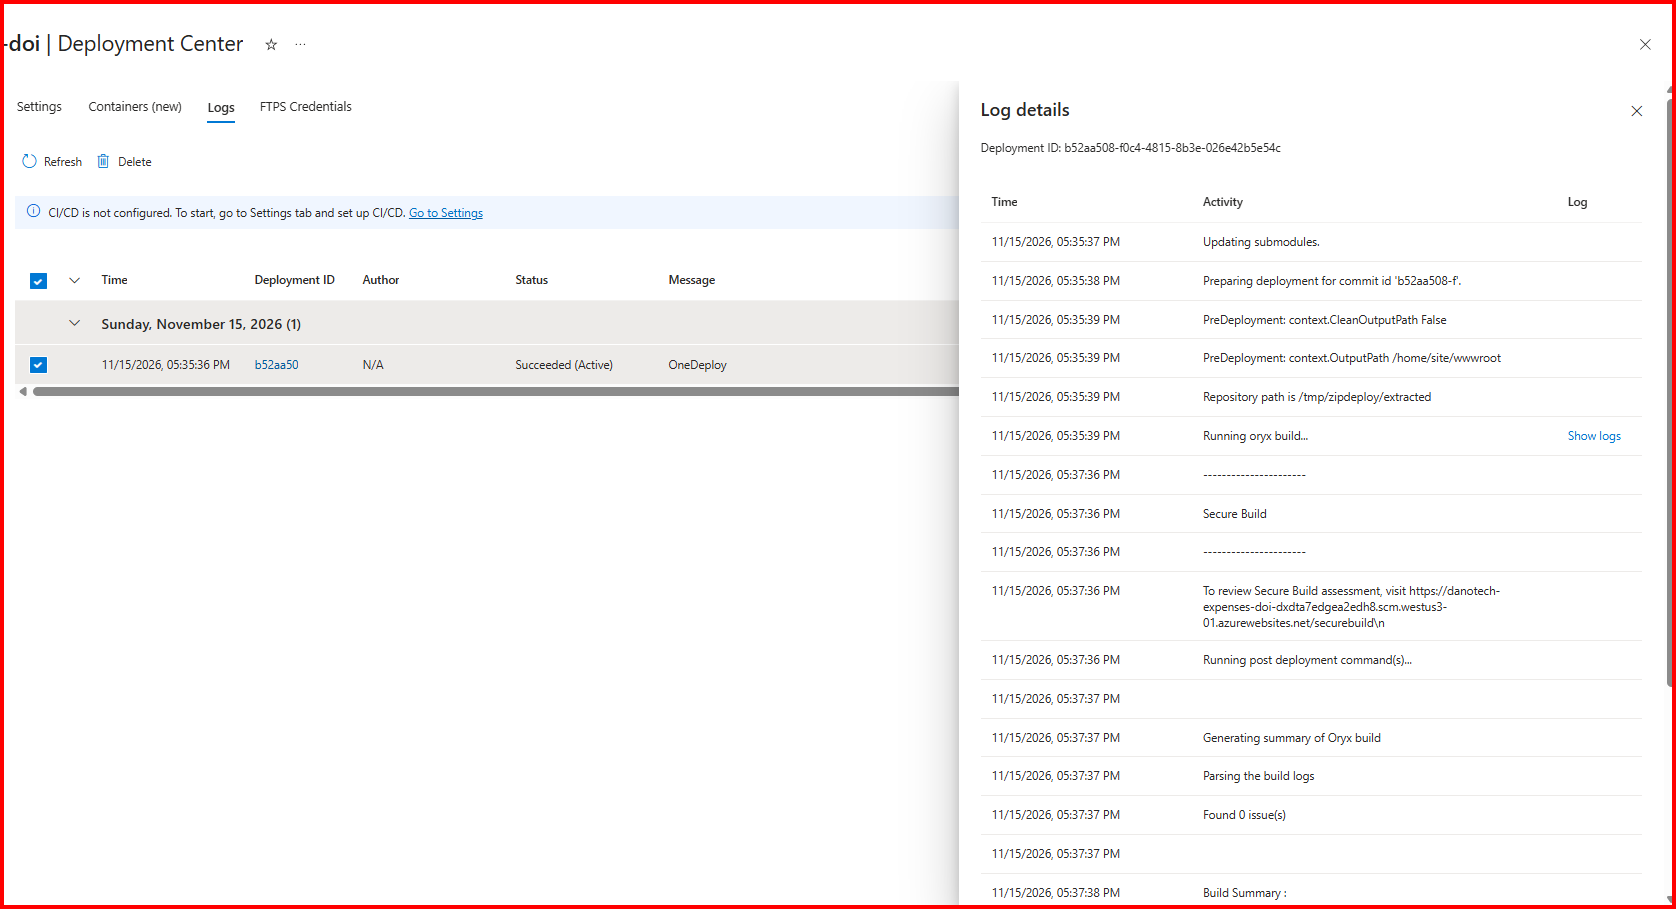 -doi | Deployment Center
Settings Containers (new) Logs FTPS Credentials
Refresh Delete
CI/CD is not configured. To start, go to Settings tab and set up CI/CD. Go to Settings
Time Deployment ID Author Status Message
Sunday, November 15, 2026 (1)
11/15/2026, 05:35:36 PM b52aa50 N/A Succeeded (Active) OneDeploy
Log details
Deployment ID: b52aa508-f0c4-4815-8b3e-026e42b5e54c
Time Activity Log
11/15/2026, 05:35:37 PM Updating submodules.
11/15/2026, 05:35:38 PM Preparing deployment for commit id 'b52aa508-f'.
11/15/2026, 05:35:39 PM PreDeployment: context.CleanOutputPath False
11/15/2026, 05:35:39 PM PreDeployment: context.OutputPath /home/site/wwwroot
11/15/2026, 05:35:39 PM Repository path is /tmp/zipdeploy/extracted
11/15/2026, 05:35:39 PM Running oryx build... Show logs
11/15/2026, 05:37:36 PM ----------------------
11/15/2026, 05:37:36 PM Secure Build
11/15/2026, 05:37:36 PM ----------------------
11/15/2026, 05:37:36 PM To review Secure Build assessment, visit https://danotech-
expenses-doi-dxdta7edgea2edh8.scm.westus3-
01.azurewebsites.net/securebuild\n
11/15/2026, 05:37:36 PM Running post deployment command(s)...
11/15/2026, 05:37:37 PM
11/15/2026, 05:37:37 PM Generating summary of Oryx build
11/15/2026, 05:37:37 PM Parsing the build logs
11/15/2026, 05:37:37 PM Found 0 issue(s)
11/15/2026, 05:37:37 PM
11/15/2026, 05:37:38 PM Build Summary :